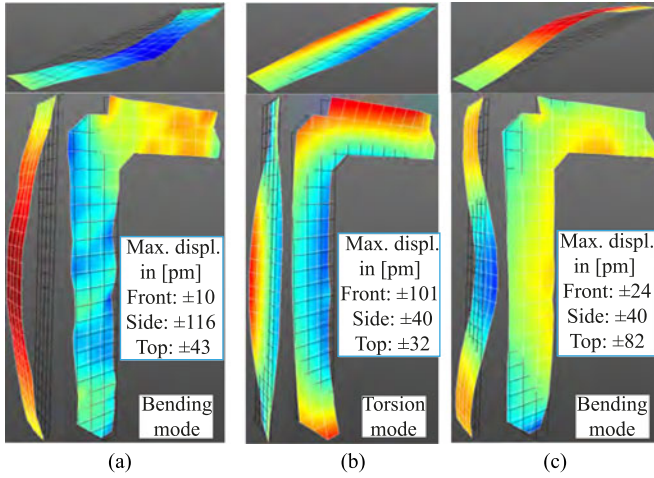 Max. displ.
in [pm]
Front: ±10
Side: ±116
Top: ±43
Bending
mode
(a)
Max. displ.
in [pm]
Front: ±101
Side: ±40
Top: ±32
Torsion
mode
(b)
Max. displ.
in [pm]
Front: ±24
Side: ±40
Top: ±82
Bending
mode
(c)